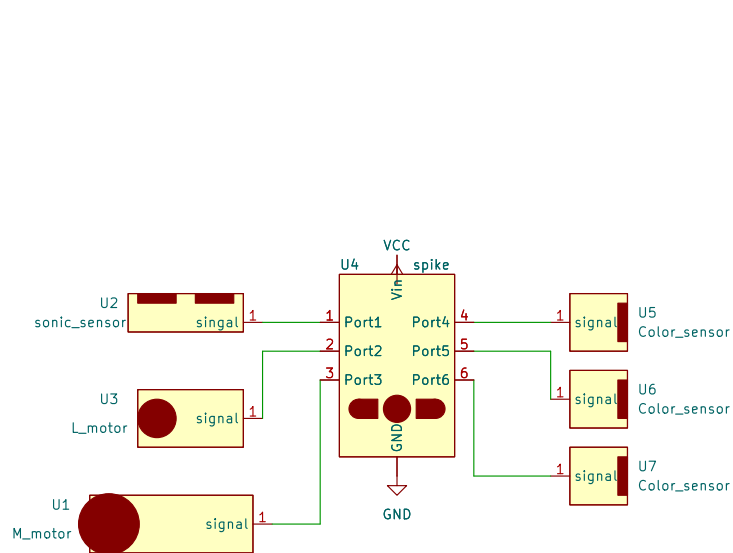 VCC
U4 spike
Vin
U2
sonic_sensor
singal 1
1 Port1
2 Port2
3 Port3
Port4 4
Port5 5
Port6 6
GND
GND
U3
L_motor
signal 1
U1
M_motor
signal 1
1 signal
U5
Color_sensor
1 signal
U6
Color_sensor
1 signal
U7
Color_sensor